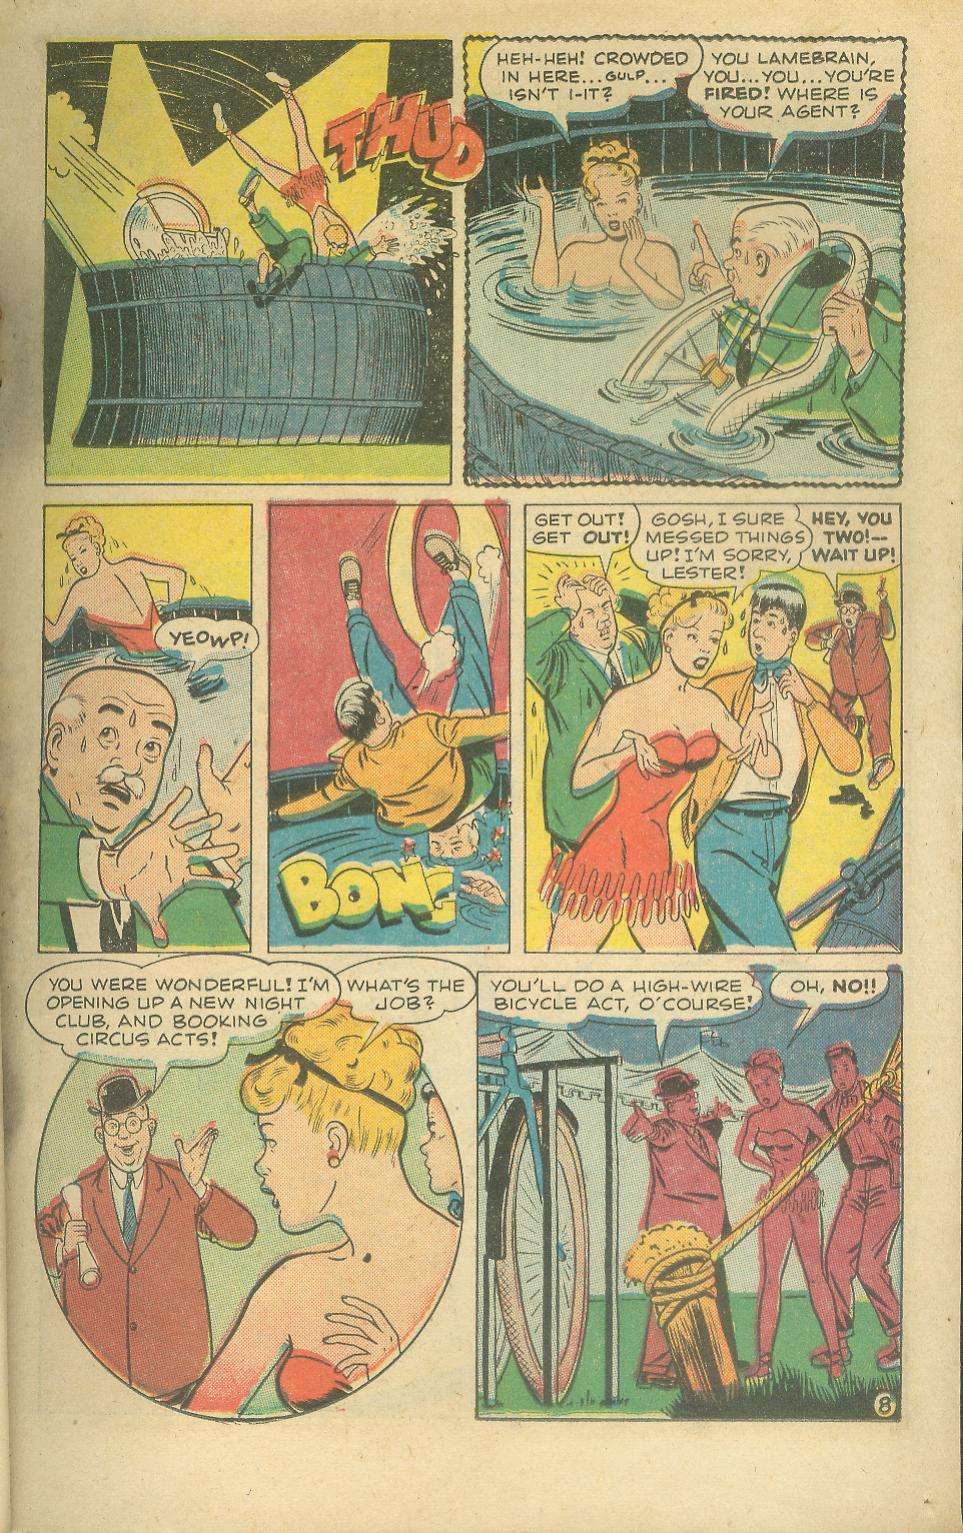 THUD
HEH-HEH! CROWDED
IN HERE...GULP...
ISN'T I-IT?
YOU LAMEBRAIN,
YOU...YOU...YOU'RE
FIRED! WHERE IS
YOUR AGENT?
YEOWP!
BONG
GET OUT!
GET OUT!
GOSH, I SURE
MESSED THINGS
UP! I'M SORRY,
LESTER!
HEY, YOU
TWO!--
WAIT UP!
YOU WERE WONDERFUL! I'M
OPENING UP A NEW NIGHT
CLUB, AND BOOKING
CIRCUS ACTS!
WHAT'S THE
JOB?
YOU'LL DO A HIGH-WIRE
BICYCLE ACT, O'COURSE!
OH, NO!!
8